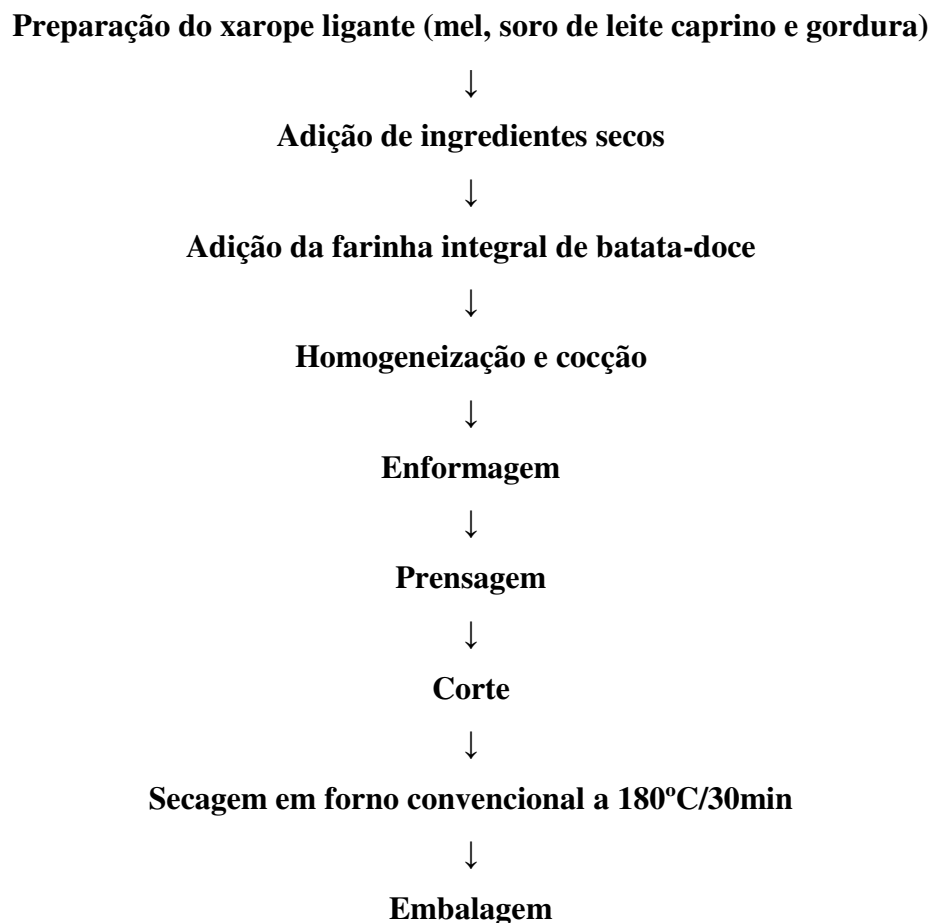 Preparação do xarope ligante (mel, soro de leite caprino e gordura)
↓
Adição de ingredientes secos
↓
Adição da farinha integral de batata-doce
↓
Homogeneização e cocção
↓
Enformagem
↓
Prensagem
↓
Corte
↓
Secagem em forno convencional a 180ºC/30min
↓
Embalagem